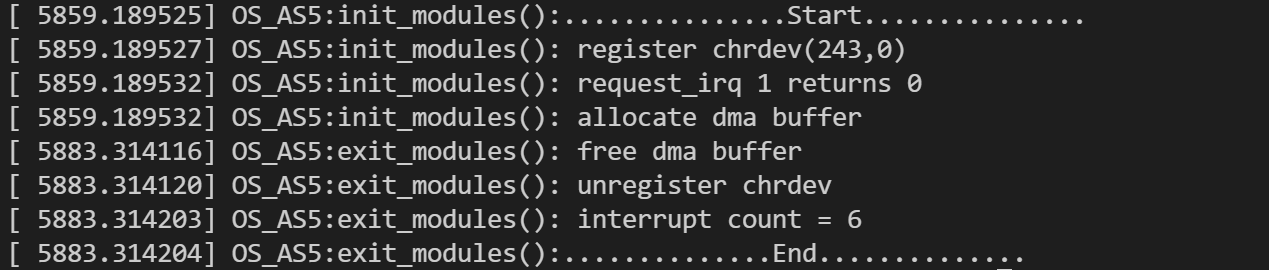 [ 5859.189525] OS_AS5:init_modules():...............Start...............
[ 5859.189527] OS_AS5:init_modules(): register chrdev(243,0)
[ 5859.189532] OS_AS5:init_modules(): request_irq 1 returns 0
[ 5859.189532] OS_AS5:init_modules(): allocate dma buffer
[ 5883.314116] OS_AS5:exit_modules(): free dma buffer
[ 5883.314120] OS_AS5:exit_modules(): unregister chrdev
[ 5883.314203] OS_AS5:exit_modules(): interrupt count = 6
[ 5883.314204] OS_AS5:exit_modules():..............End..............